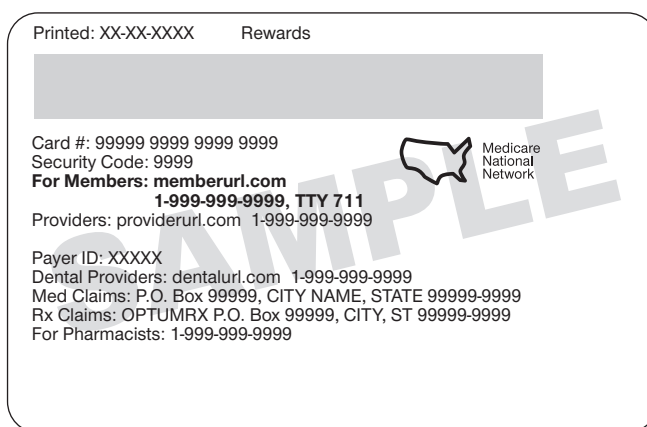 Printed: XX-XX-XXXX Rewards
Card #: 99999 9999 9999 9999
Security Code: 9999
For Members: memberurl.com
1-999-999-9999, TTY 711
Providers: providerurl.com 1-999-999-9999
Medicare
National
Network
Payer ID: XXXXX
Dental Providers: dentalurl.com 1-999-999-9999
Med Claims: P.O. Box 99999, CITY NAME, STATE 99999-9999
Rx Claims: OPTUMRX P.O. Box 99999, CITY, ST 99999-9999
For Pharmacists: 1-999-999-9999
SAMPLE